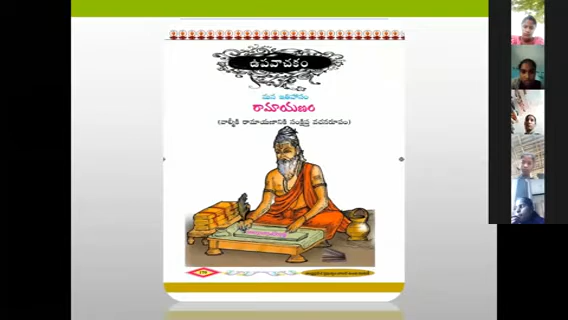 ఉపవాచకం
మన ఇతిహాసం
రామాయణం
(వాల్మీకి రామాయణానికి సంక్షిప్త వచనరూపం)